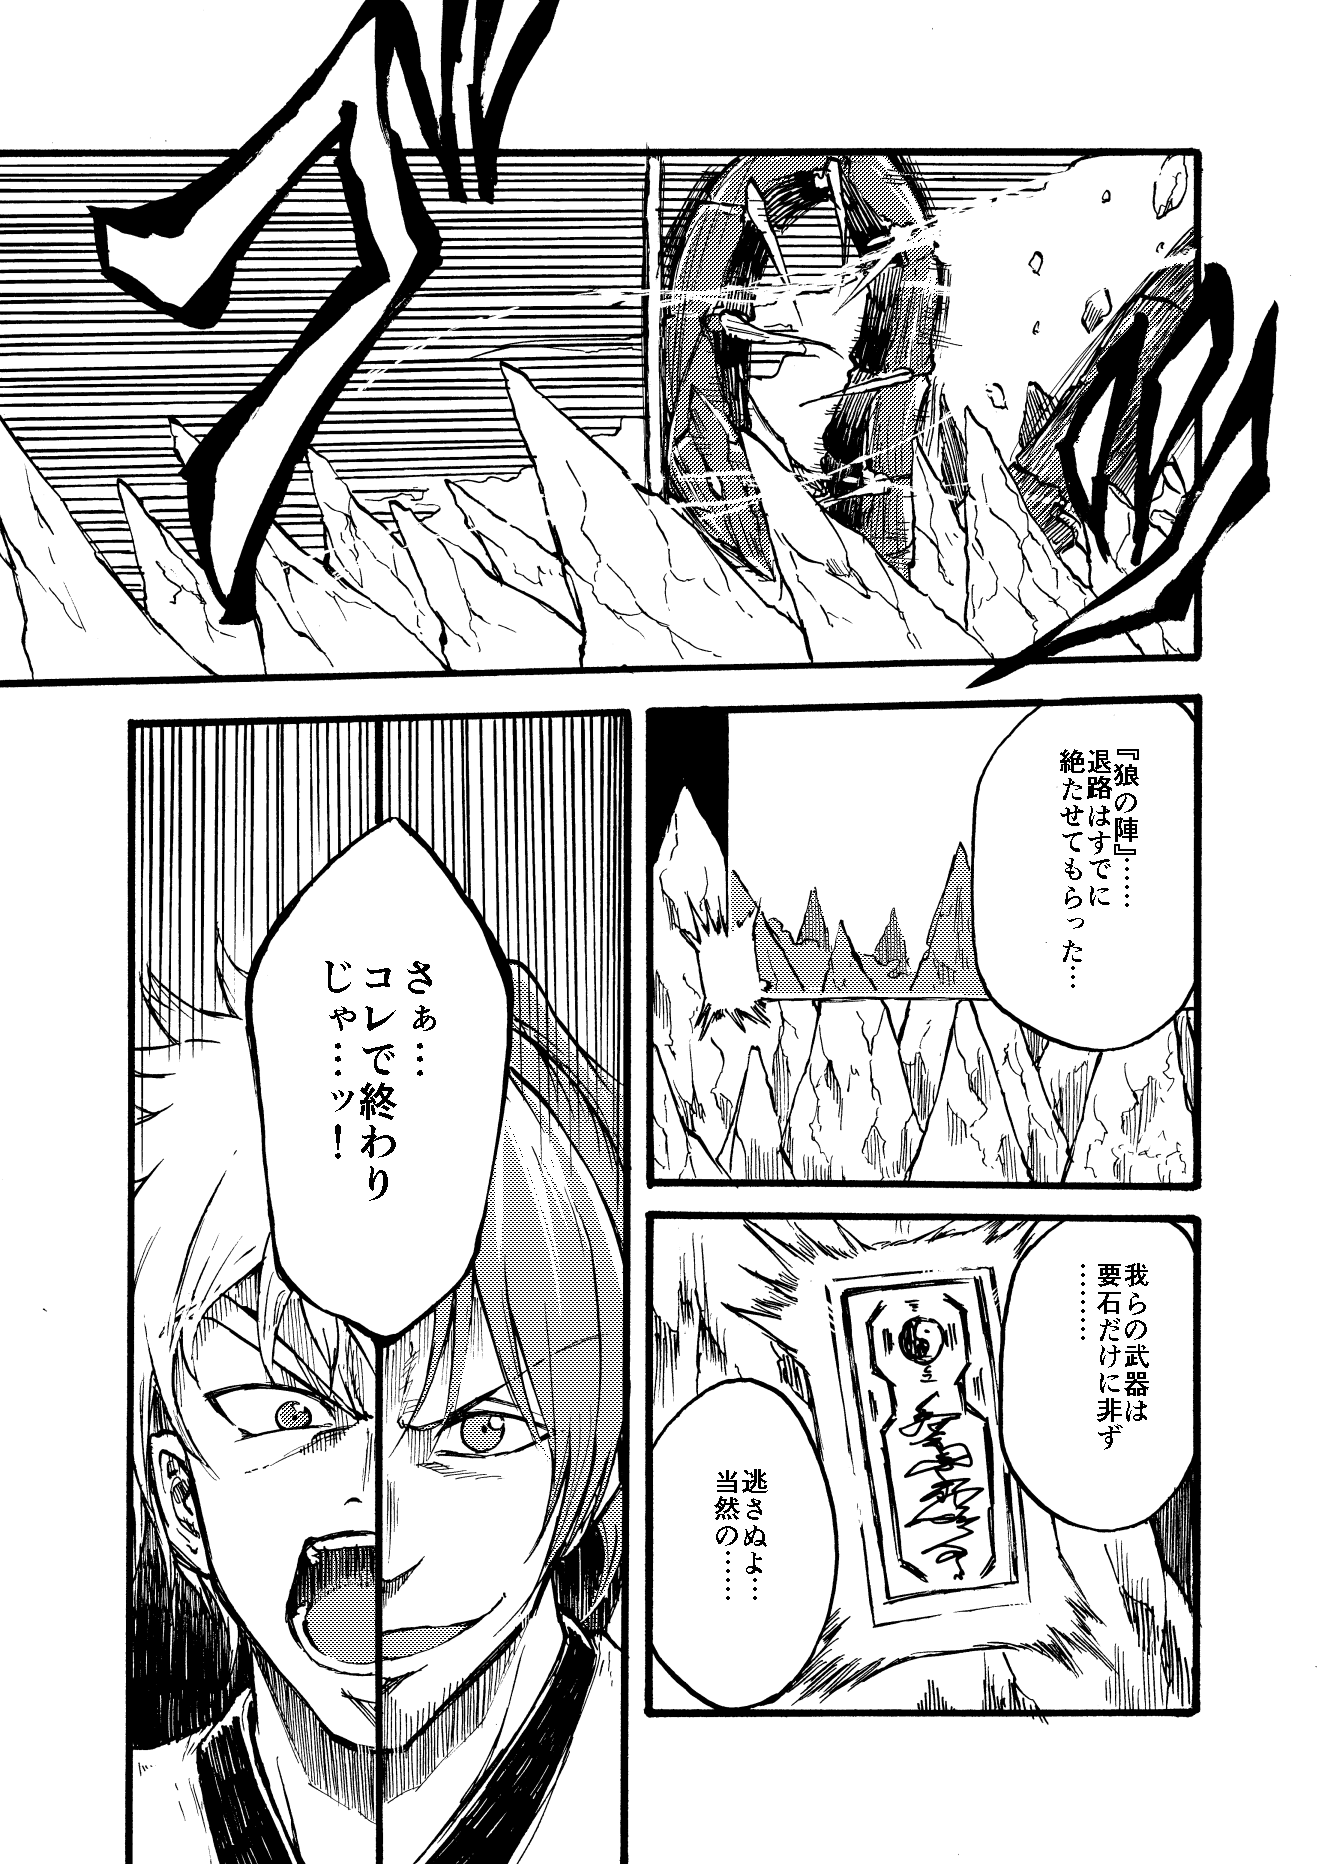 『狼の陣』……
退路はすでに
絶たせてもらった…
我らの武器は
要石だけに非ず
………
逃さぬよ…
当然の……
さぁ…
コレで終わり
じゃ…ッ！